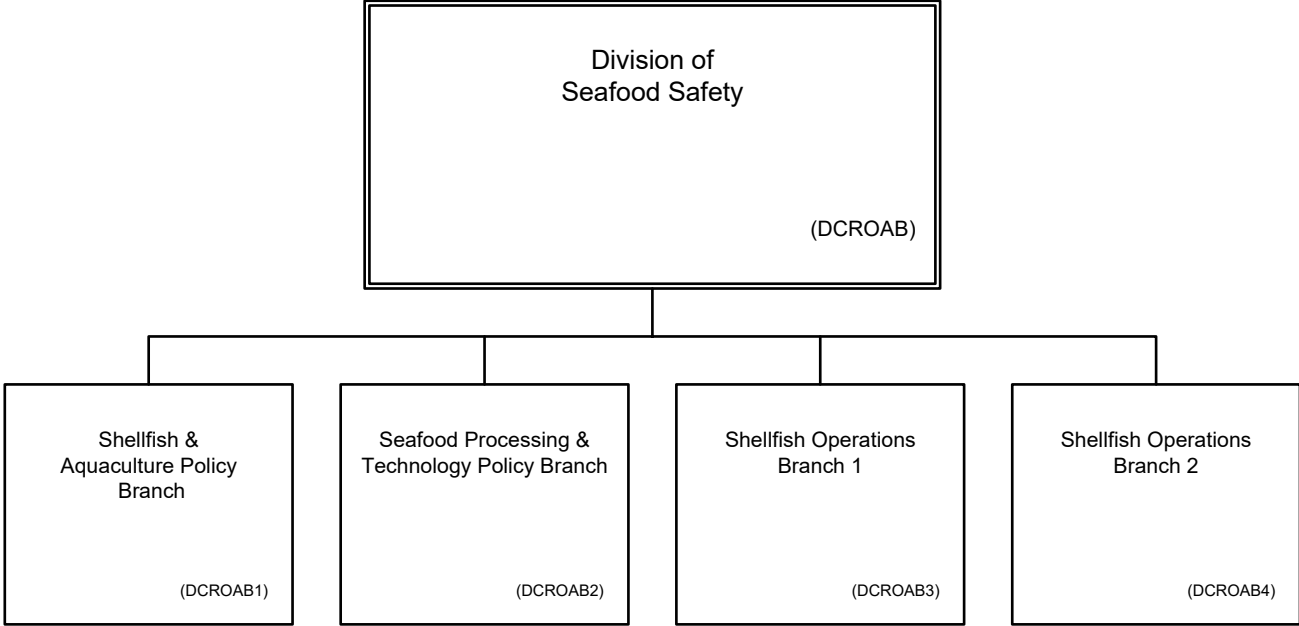 Division of
Seafood Safety
(DCROAB)
Shellfish &
Aquaculture Policy
Branch
(DCROAB1)
Seafood Processing &
Technology Policy Branch
(DCROAB2)
Shellfish Operations
Branch 1
(DCROAB3)
Shellfish Operations
Branch 2
(DCROAB4)